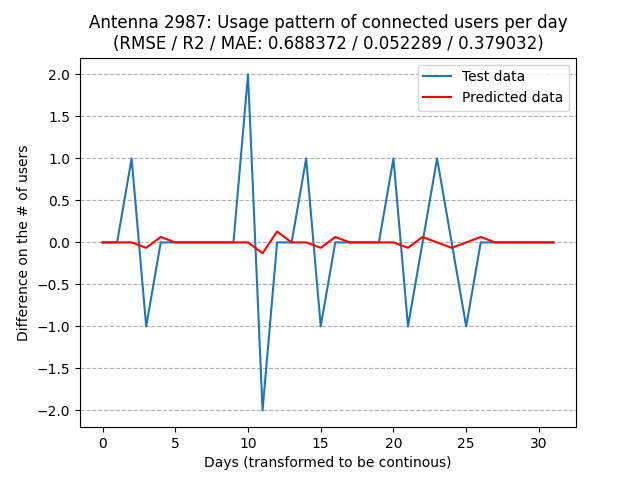 Antenna 2987: Usage pattern of connected users per day
(RMSE / R2 / MAE: 0.688372 / 0.052289 / 0.379032)
Test data
Predicted data
2.0
1.5
1.0
0.5
0.0
−0.5
−1.0
−1.5
−2.0
Difference on the # of users
0 5 10 15 20 25 30
Days (transformed to be continous)